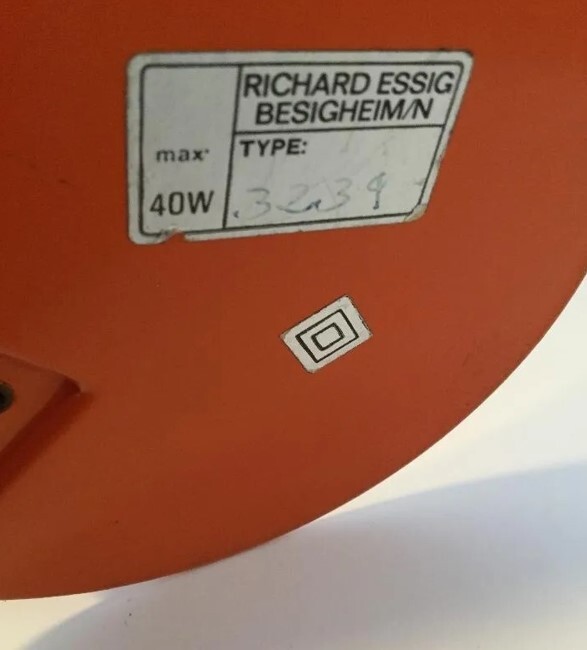 RICHARD ESSIG
BESIGHEIM/N
max·
40W
TYPE:
.3239